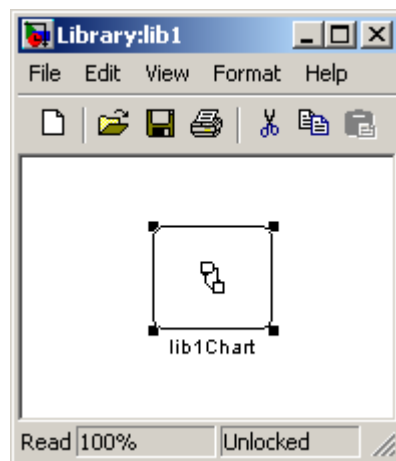 Library:lib1
File Edit View Format Help
lib1Chart
Read 100% Unlocked